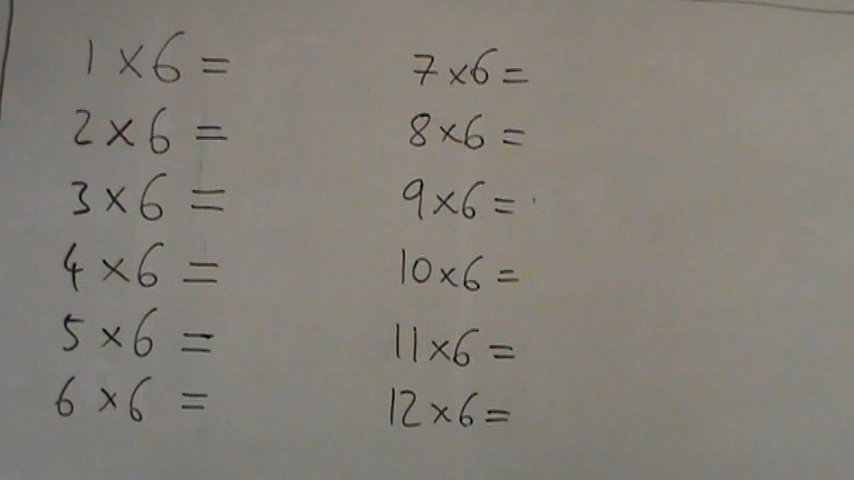 1 × 6 =
2 × 6 =
3 × 6 =
4 × 6 =
5 × 6 =
6 × 6 =
7 × 6 =
8 × 6 =
9 × 6 =
10 × 6 =
11 × 6 =
12 × 6 =